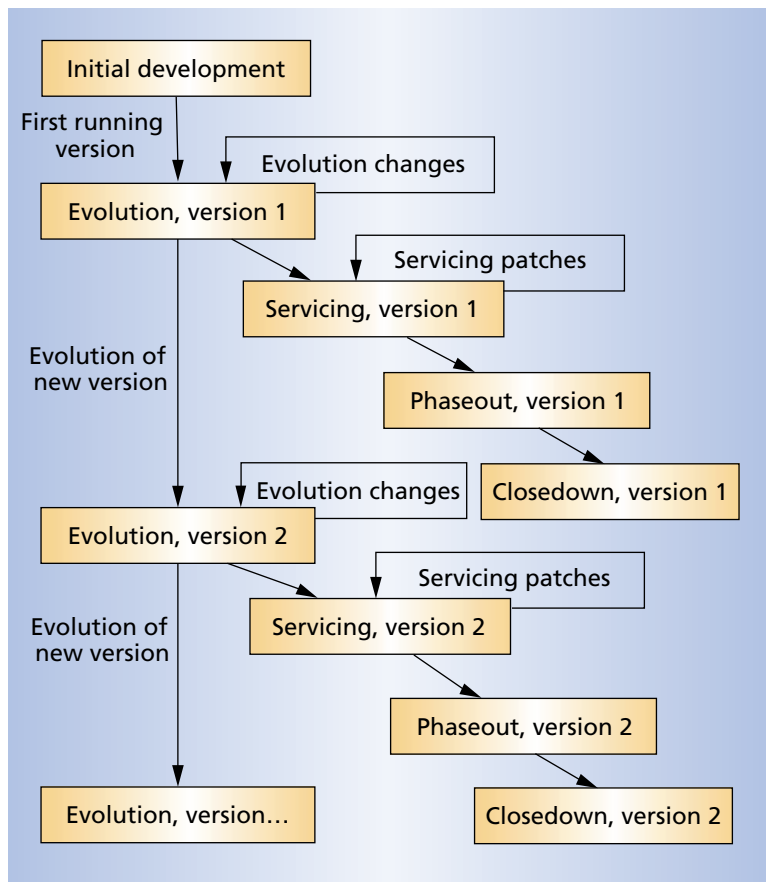 Initial development
First running
version
Evolution changes
Evolution, version 1
Servicing patches
Servicing, version 1
Evolution of
new version
Phaseout, version 1
Closedown, version 1
Evolution changes
Evolution, version 2
Servicing patches
Servicing, version 2
Evolution of
new version
Phaseout, version 2
Evolution, version…
Closedown, version 2